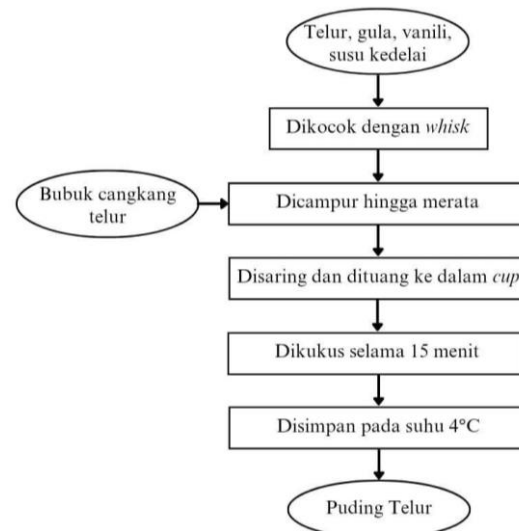 Telur, gula, vanili,
susu kedelai
Dikocok dengan whisk
Bubuk cangkang
telur
Dicampur hingga merata
Disaring dan dituang ke dalam cup
Dikukus selama 15 menit
Disimpan pada suhu 4°C
Puding Telur